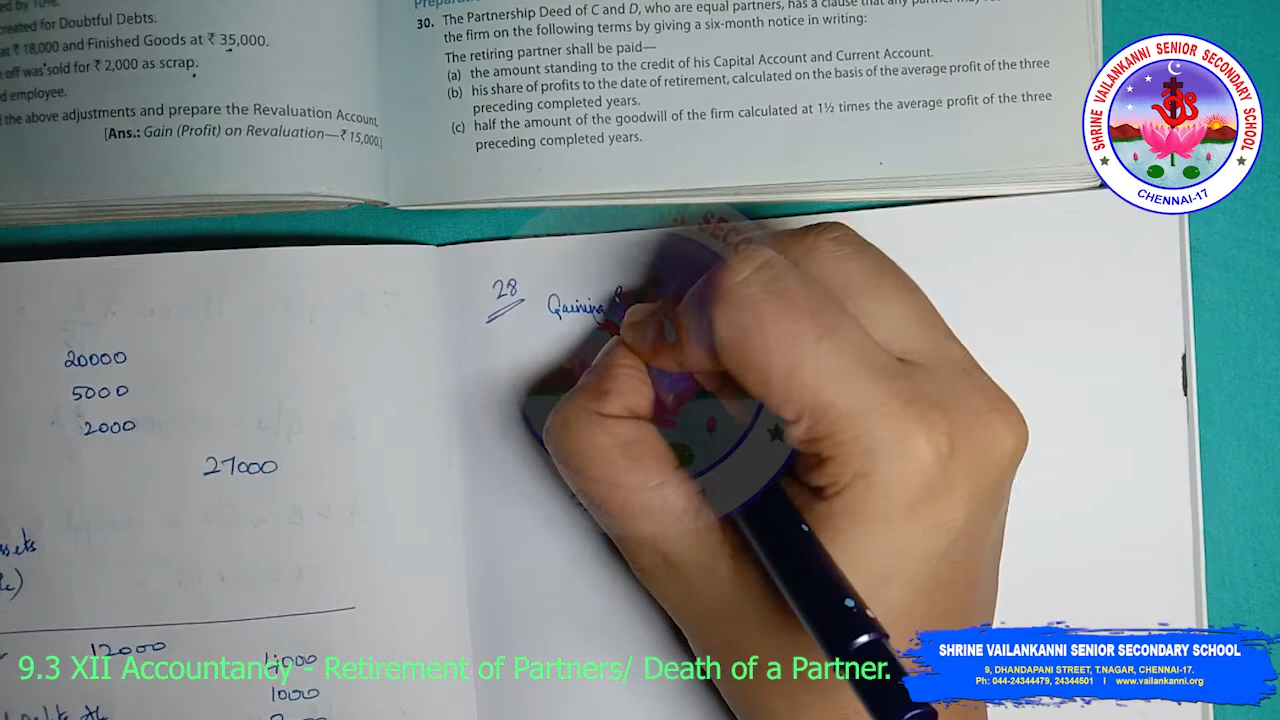 created for Doubtful Debts.
at ₹ 18,000 and Finished Goods at ₹ 35,000.
off was sold for ₹ 2,000 as scrap.
d employee.
the above adjustments and prepare the Revaluation Account.
[Ans.: Gain (Profit) on Revaluation—₹ 15,000.]
30. The Partnership Deed of C and D, who are equal partners, has a clause that any partner may
the firm on the following terms by giving a six-month notice in writing:
The retiring partner shall be paid—
(a) the amount standing to the credit of his Capital Account and Current Account.
(b) his share of profits to the date of retirement, calculated on the basis of the average profit of the three
preceding completed years.
(c) half the amount of the goodwill of the firm calculated at 1½ times the average profit of the three
preceding completed years.
SHRINE VAILANKANNI SENIOR SECONDARY SCHOOL
CHENNAI-17
20000
5000
2000
27000
12000
1000
28
Gaining
9.3 XII Accountancy - Retirement of Partners/ Death of a Partner.
SHRINE VAILANKANNI SENIOR SECONDARY SCHOOL
9, DHANDAPANI STREET, T.NAGAR, CHENNAI-17.
Ph: 044-24344479, 24344501 I www.vailankanni.org